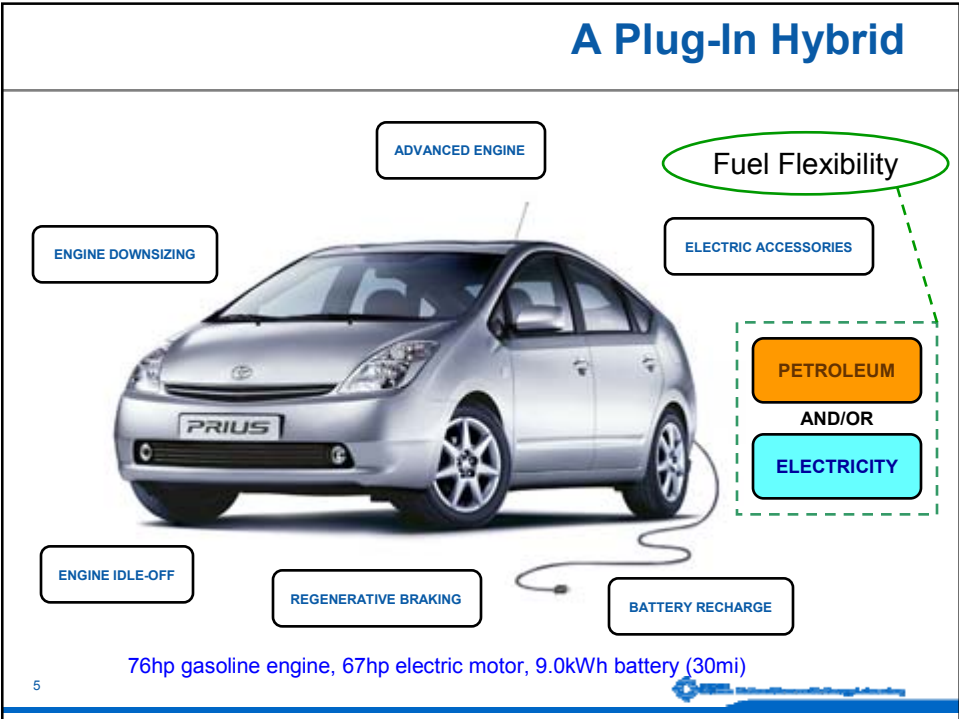 A Plug-In Hybrid
ADVANCED ENGINE
Fuel Flexibility
ENGINE DOWNSIZING
ELECTRIC ACCESSORIES
PETROLEUM
AND/OR
PRIUS
ELECTRICITY
ENGINE IDLE-OFF
REGENERATIVE BRAKING
BATTERY RECHARGE
76hp gasoline engine, 67hp electric motor, 9.0kWh battery (30mi)
5